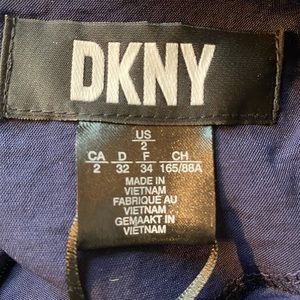 DKNY
US
2
CA D F CH
2 32 34 165/88A
MADE IN
VIETNAM
FABRIQUÉ AU
VIETNAM
GEMAAKT IN
VIETNAM